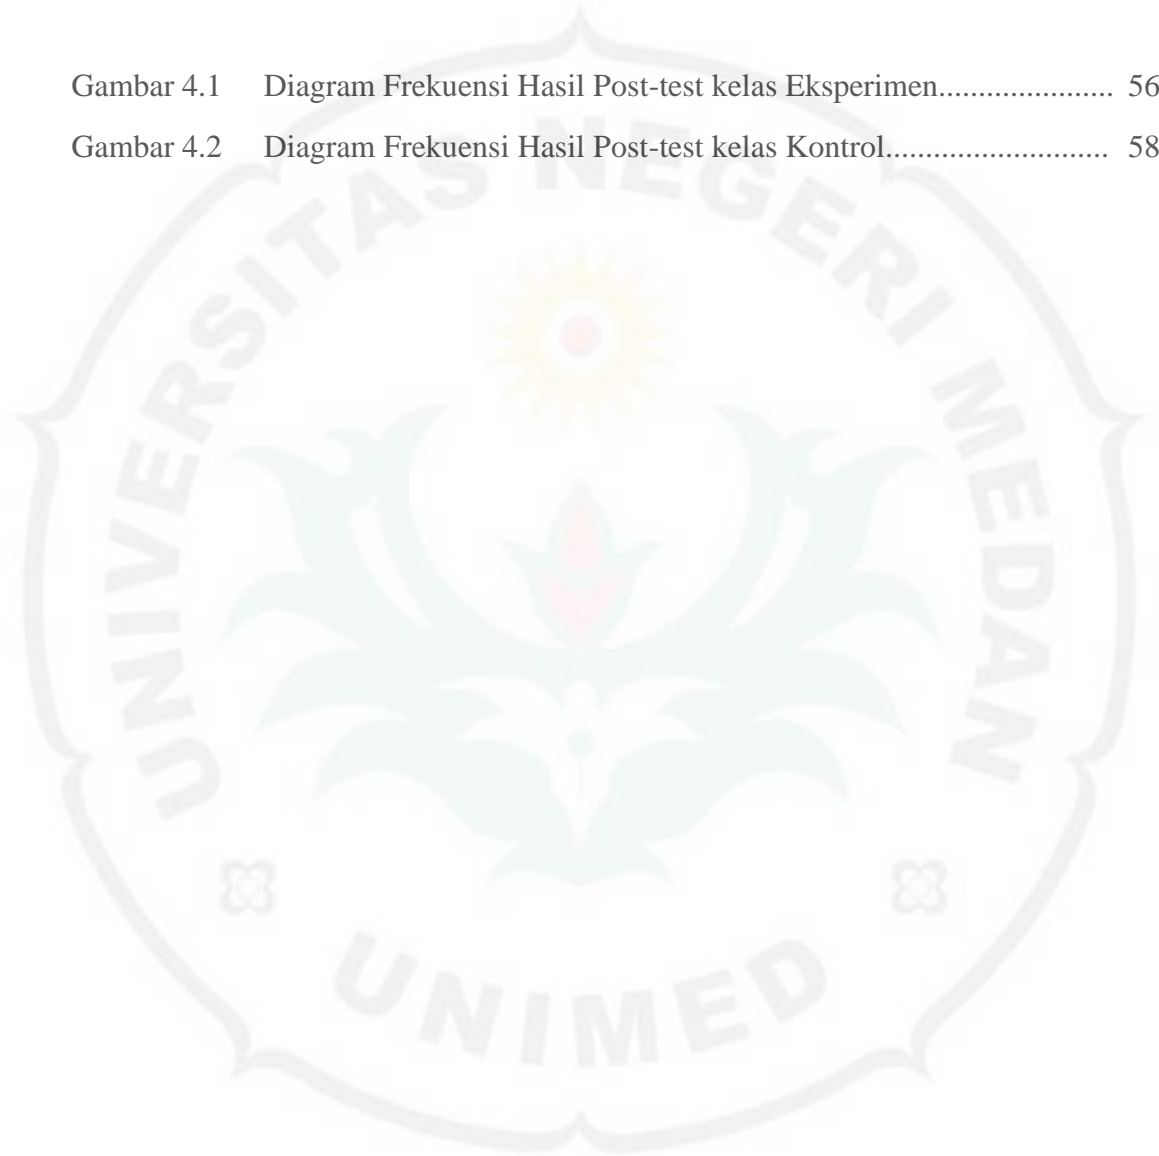 Gambar 4.1 Diagram Frekuensi Hasil Post-test kelas Eksperimen..................... 56
Gambar 4.2 Diagram Frekuensi Hasil Post-test kelas Kontrol........................... 58
UNIVERSITAS NEGERI MEDAN
UNIMED